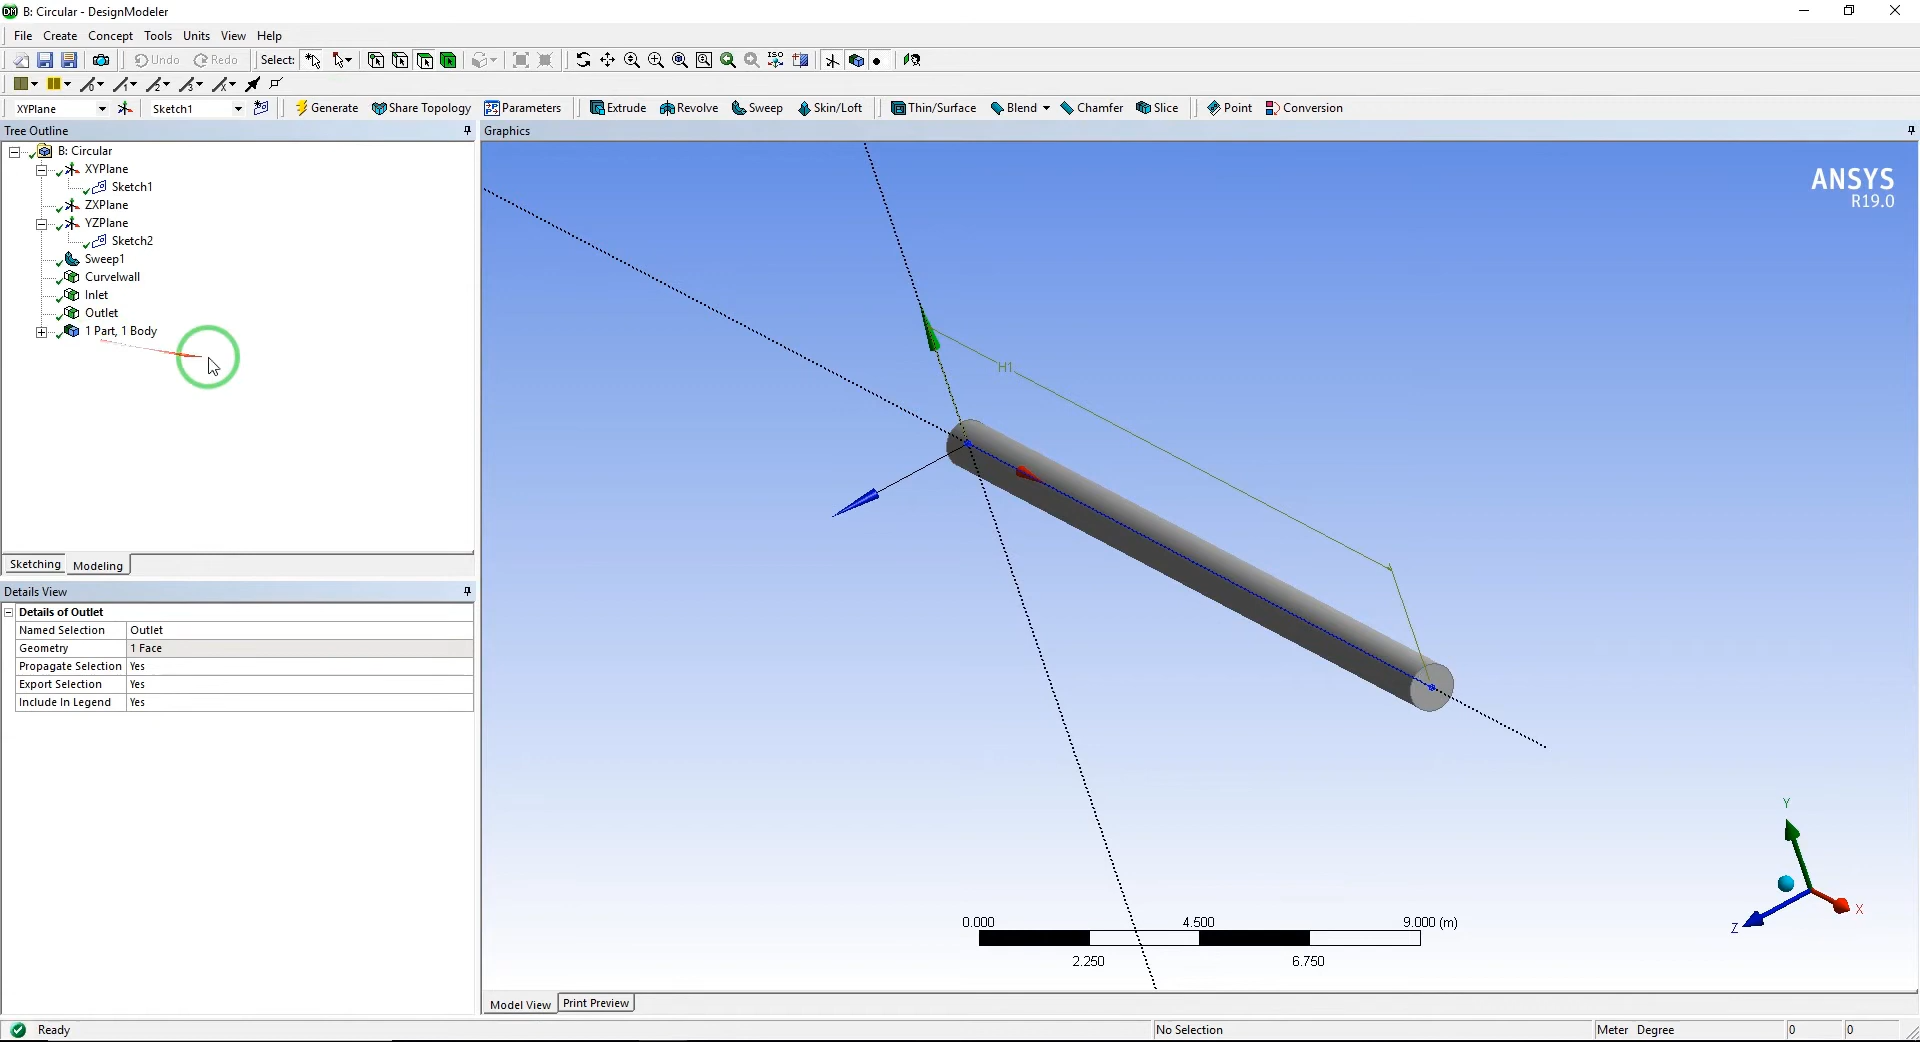 B: Circular - DesignModeler
File Create Concept Tools Units View Help
Undo Redo Select: ISO
XYPlane Sketch1 Generate Share Topology Parameters Extrude Revolve Sweep Skin/Loft Thin/Surface Blend Chamfer Slice Point Conversion
Tree Outline
Graphics
B: Circular
XYPlane
Sketch1
ZXPlane
YZPlane
Sketch2
Sweep1
Curvelwall
Inlet
Outlet
1 Part, 1 Body
ANSYS
R19.0
H1
Sketching Modeling
Details View
Details of Outlet
Named Selection Outlet
Geometry 1 Face
Propagate Selection Yes
Export Selection Yes
Include In Legend Yes
Y
X
Z
0.000 4.500 9.000 (m)
2.250 6.750
Model View Print Preview
Ready No Selection Meter Degree 0 0